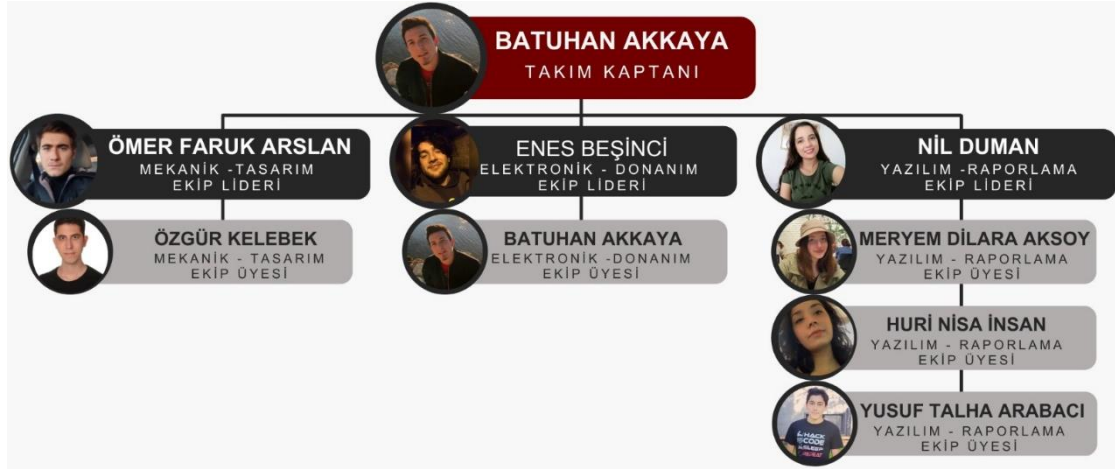 BATUHAN AKKAYA
TAKIM KAPTANI
ÖMER FARUK ARSLAN
MEKANİK -TASARIM
EKİP LİDERİ
ENES BEŞİNCİ
ELEKTRONİK - DONANIM
EKİP LİDERİ
NİL DUMAN
YAZILIM -RAPORLAMA
EKİP LİDERİ
ÖZGÜR KELEBEK
MEKANİK - TASARIM
EKİP ÜYESİ
BATUHAN AKKAYA
ELEKTRONİK -DONANIM
EKİP ÜYESİ
MERYEM DİLARA AKSOY
YAZILIM - RAPORLAMA
EKİP ÜYESİ
HURİ NİSA İNSAN
YAZILIM - RAPORLAMA
EKİP ÜYESİ
YUSUF TALHA ARABACI
YAZILIM - RAPORLAMA
EKİP ÜYESİ
HACK
CODE